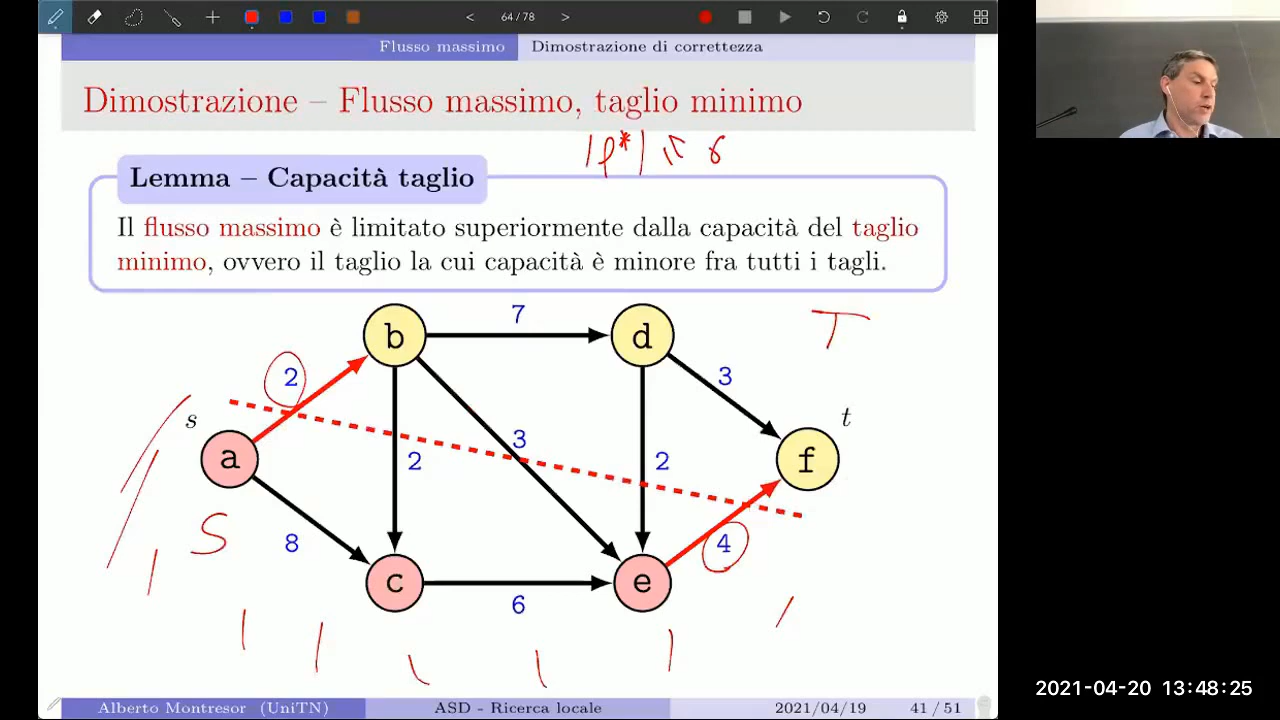 64 / 78
Flusso massimo Dimostrazione di correttezza
Dimostrazione – Flusso massimo, taglio minimo
|f*| ≤ 6
Lemma – Capacità taglio
Il flusso massimo è limitato superiormente dalla capacità del taglio
minimo, ovvero il taglio la cui capacità è minore fra tutti i tagli.
7
T
b
d
2
3
s
t
3
a
2
2
f
S
8
4
c
e
6
2021-04-20 13:48:25
Alberto Montresor (UniTN) ASD - Ricerca locale 2021/04/19 41 / 51